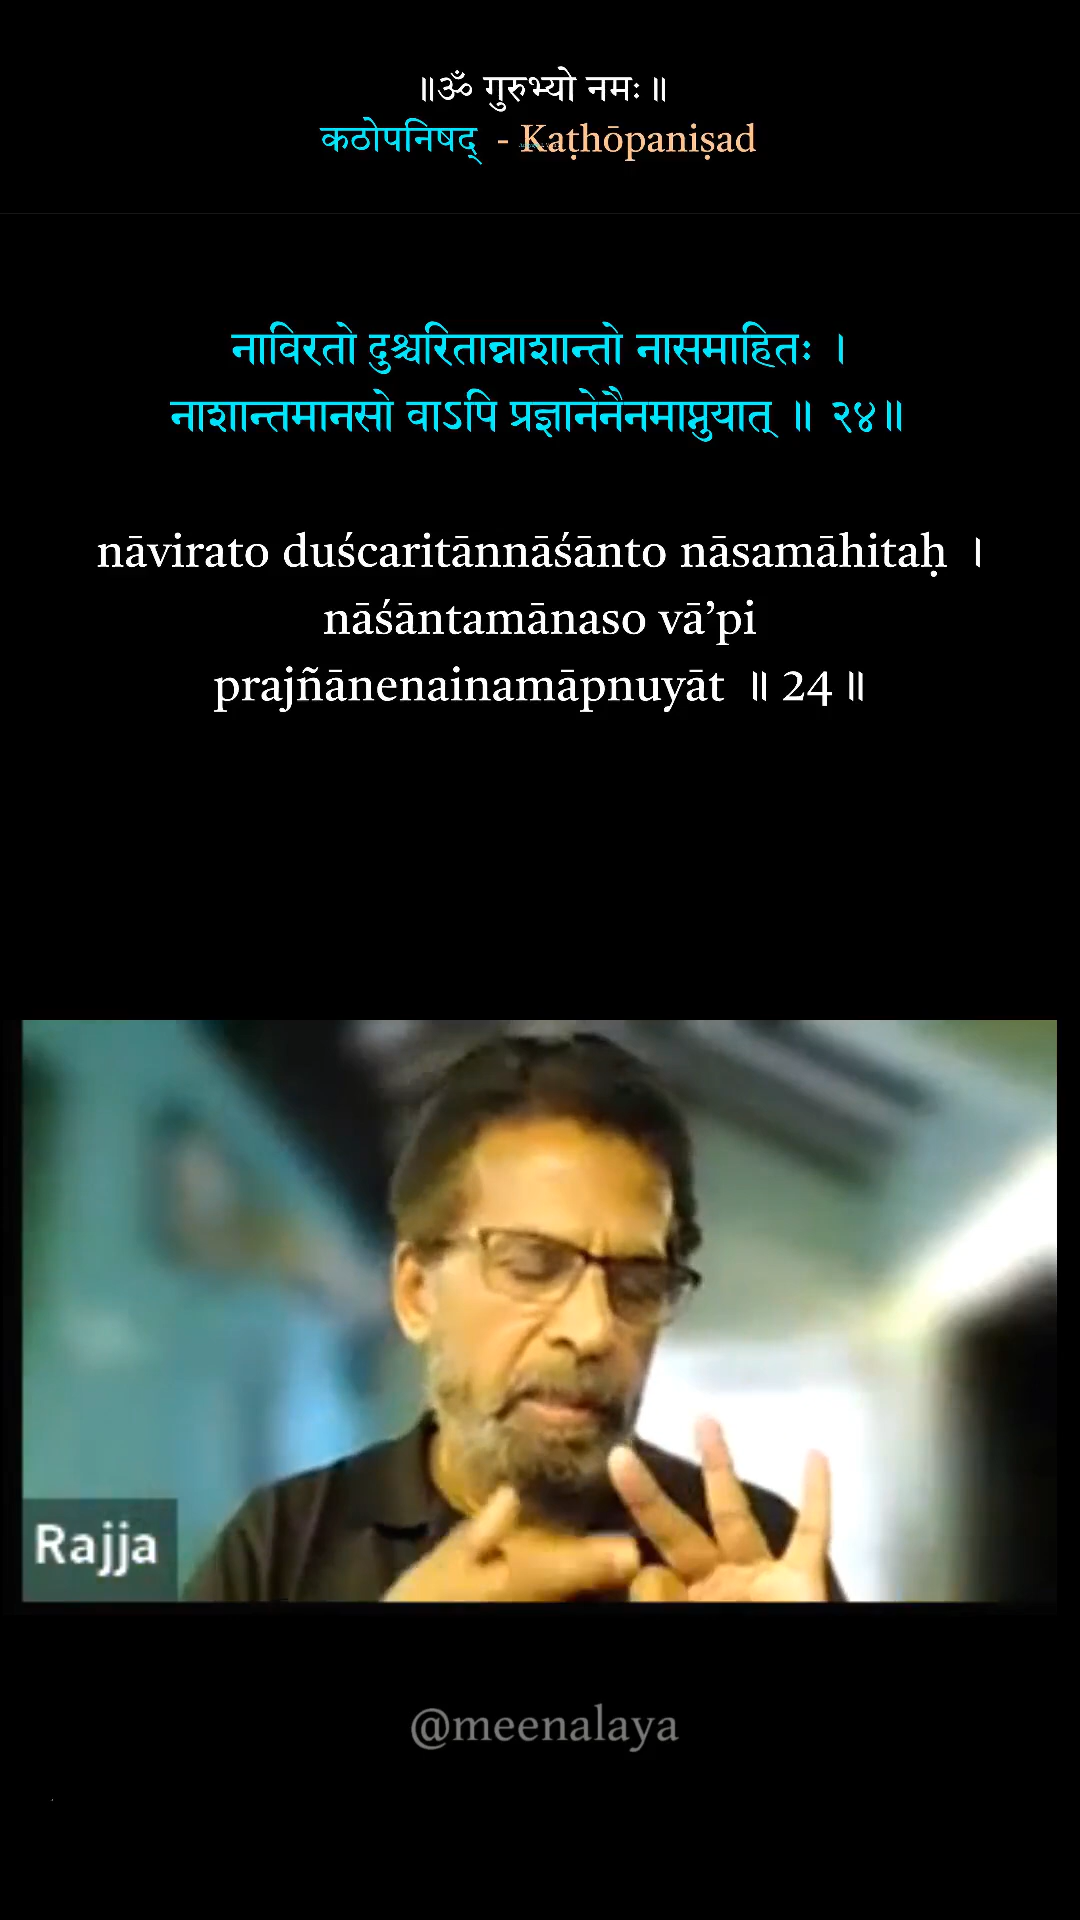 ॥ॐ गुरुभ्यो नमः॥
कठोपनिषद् - Kaṭhōpaniṣad
नाविरतो दुश्चरितान्नाशान्तो नासमाहितः ।
नाशान्तमानसो वाऽपि प्रज्ञानेनैनमाप्नुयात् ॥ २४॥
nāvirato duścaritānnāśānto nāsamāhitaḥ ।
nāśāntamānaso vā’pi
prajñānenainamāpnuyāt ॥ 24॥
Rajja
@meenalaya